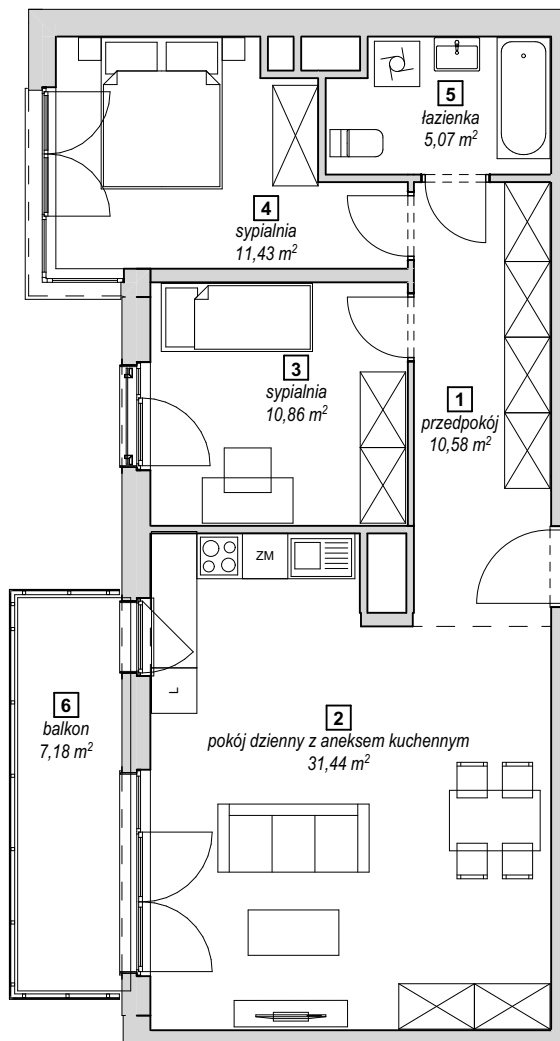 5
łazienka
5,07 m²
4
sypialnia
11,43 m²
3
sypialnia
10,86 m²
1
przedpokój
10,58 m²
ZM
L
6
balkon
7,18 m²
2
pokój dzienny z aneksem kuchennym
31,44 m²